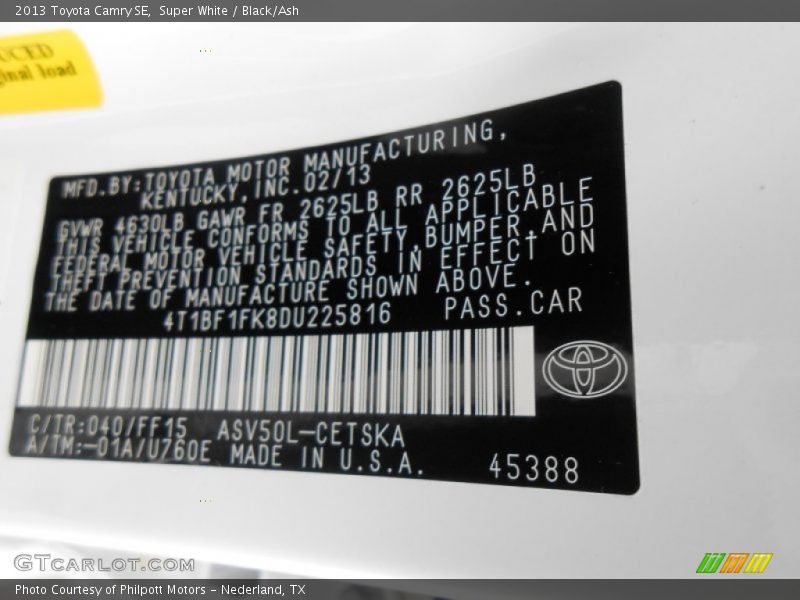 2013 Toyota Camry SE, Super White / Black/Ash
UCED
ginal load
MFD.BY:TOYOTA MOTOR MANUFACTURING,
KENTUCKY,INC.02/13
GVWR 4630LB GAWR FR 2625LB RR 2625LB
THIS VEHICLE CONFORMS TO ALL APPLICABLE
FEDERAL MOTOR VEHICLE SAFETY,BUMPER,AND
THEFT PREVENTION STANDARDS IN EFFECT ON
THE DATE OF MANUFACTURE SHOWN ABOVE.
4T1BF1FK8DU225816 PASS.CAR
C/TR:040/FF15 ASV50L-CETSKA
A/TM:-01A/U760E MADE IN U.S.A. 45388
GTCARLOT.COM
Photo Courtesy of Philpott Motors - Nederland, TX